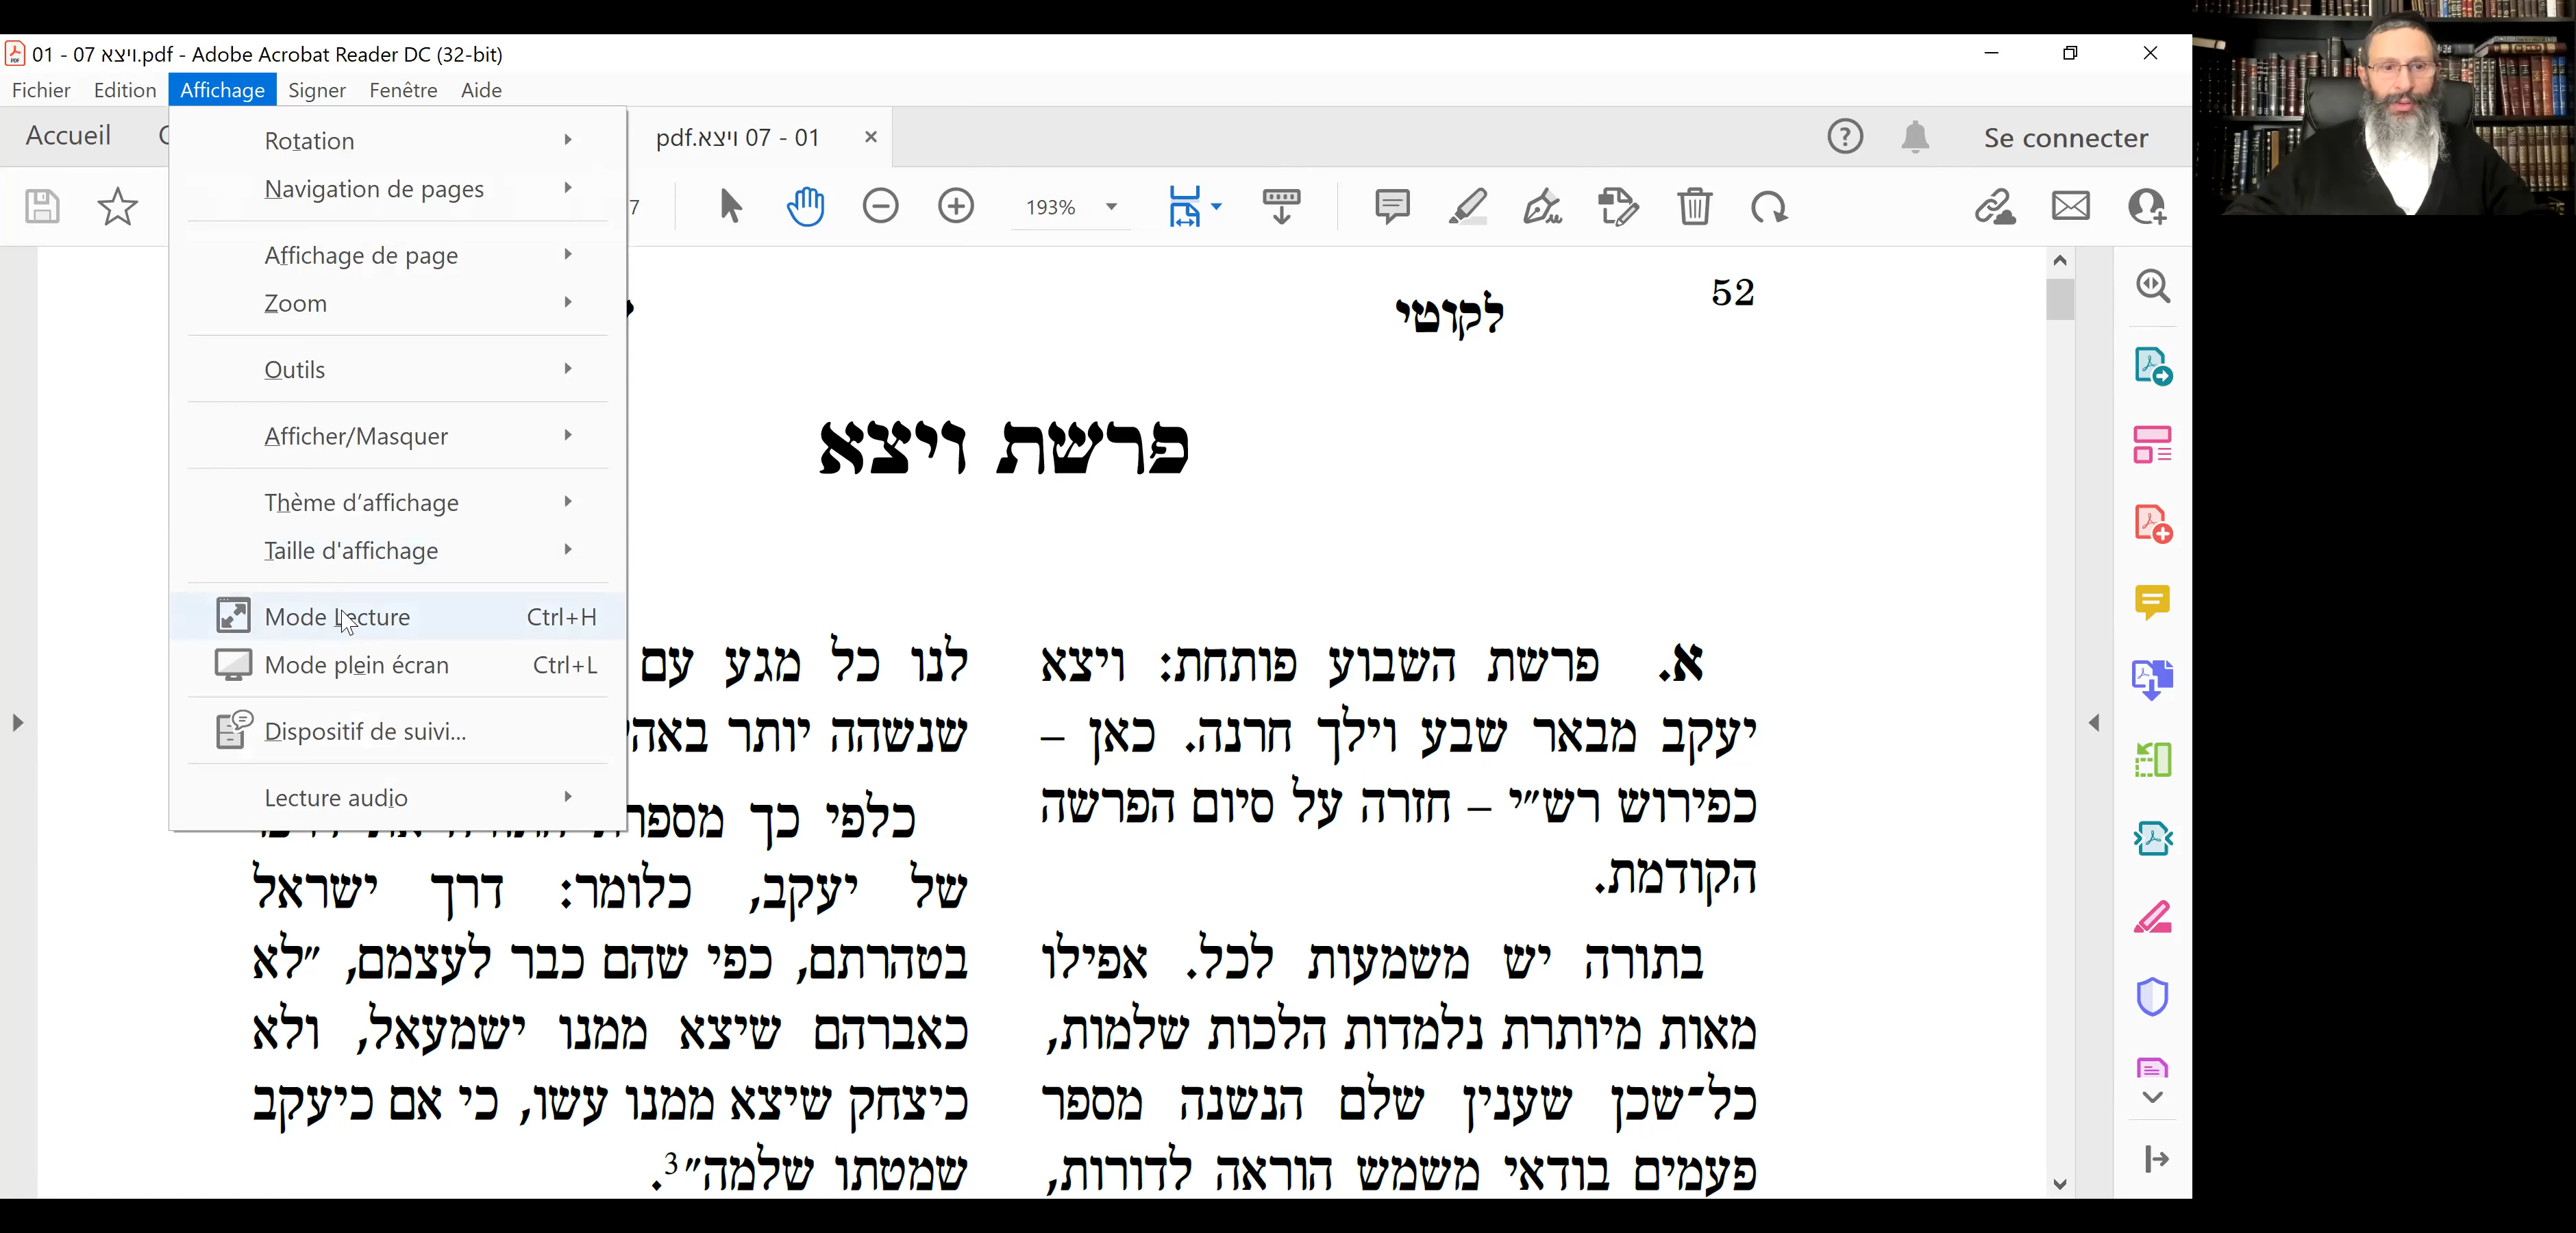 01 - 07 ויצא.pdf - Adobe Acrobat Reader DC (32-bit)
Fichier Edition Affichage Signer Fenêtre Aide
Accueil
01 - 07 ויצא.pdf
Se connecter
7
193%
Rotation
Navigation de pages
Affichage de page
Zoom
Outils
Afficher/Masquer
Thème d’affichage
Taille d'affichage
Mode Lecture Ctrl+H
Mode plein écran Ctrl+L
Dispositif de suivi...
Lecture audio
52
לקוטי
פרשת ויצא
א. פרשת השבוע פותחת: ויצא
יעקב מבאר שבע וילך חרנה. כאן –
כפירוש רש״י – חזרה על סיום הפרשה
הקודמת.
בתורה יש משמעות לכל. אפילו
מאות מיותרת נלמדות הלכות שלמות,
כל־שכן שענין שלם הנשנה מספר
פעמים בודאי משמש הוראה לדורות,
לנו כל מגע עם
שנשהה יותר
כלפי כך
של יעקב, כלומר: דרך ישראל
בטהרתם, כפי שהם כבר לעצמם, ״לא
כאברהם שיצא ממנו ישמעאל, ולא
כיצחק שיצא ממנו עשו, כי אם כיעקב
שמטתו שלמה״3.